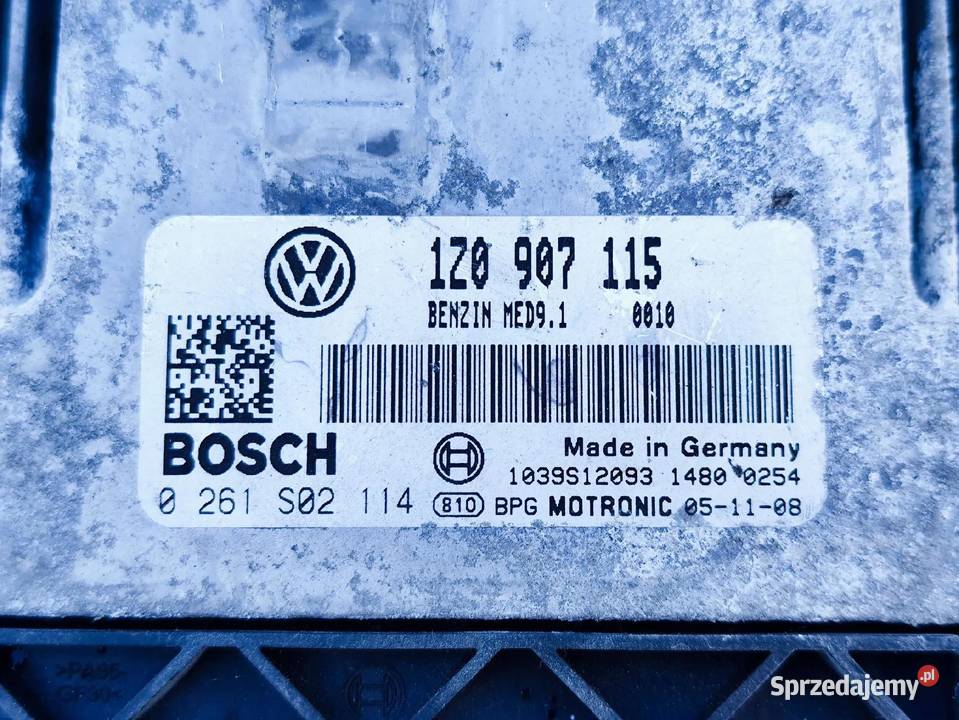 1Z0 907 115
BENZIN MED9.1 0010
BOSCH
Made in Germany
1039S12093 1480 0254
0 261 S02 114
810 BPG MOTRONIC 05-11-08
Sprzedajemy.pl